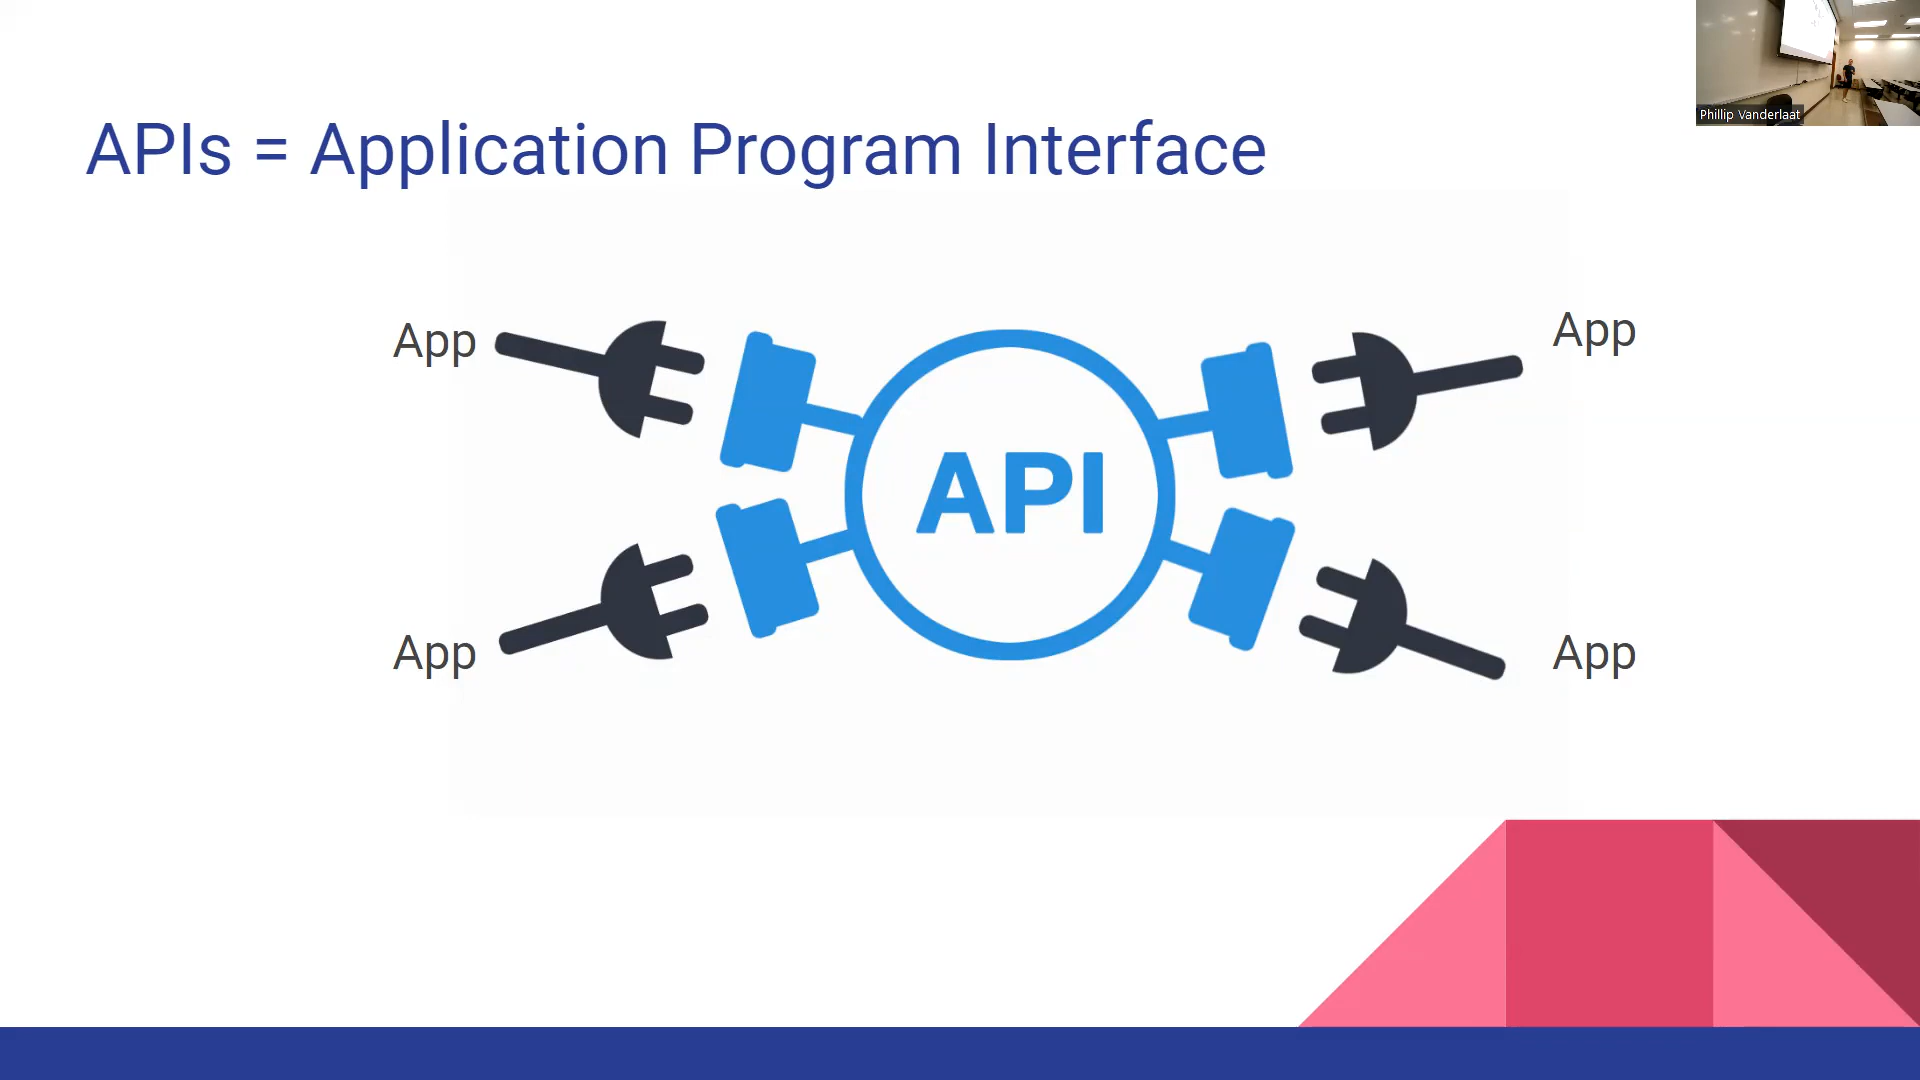 Phillip Vanderlaat
APIs = Application Program Interface
App
App
API
App
App